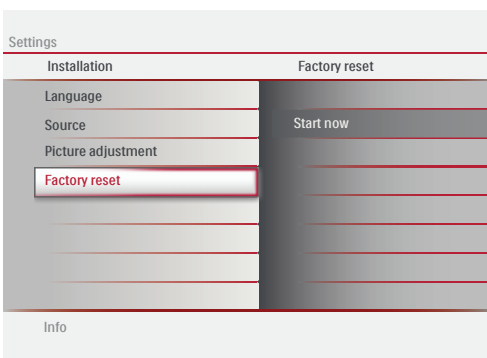 Settings
Installation
Factory reset
Language
Source
Start now
Picture adjustment
Factory reset
Info